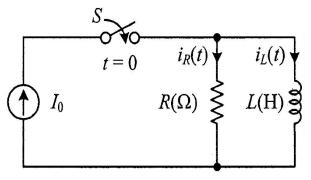 S
t = 0
i_R(t)
i_L(t)
I_0
R(Ω)
L(H)